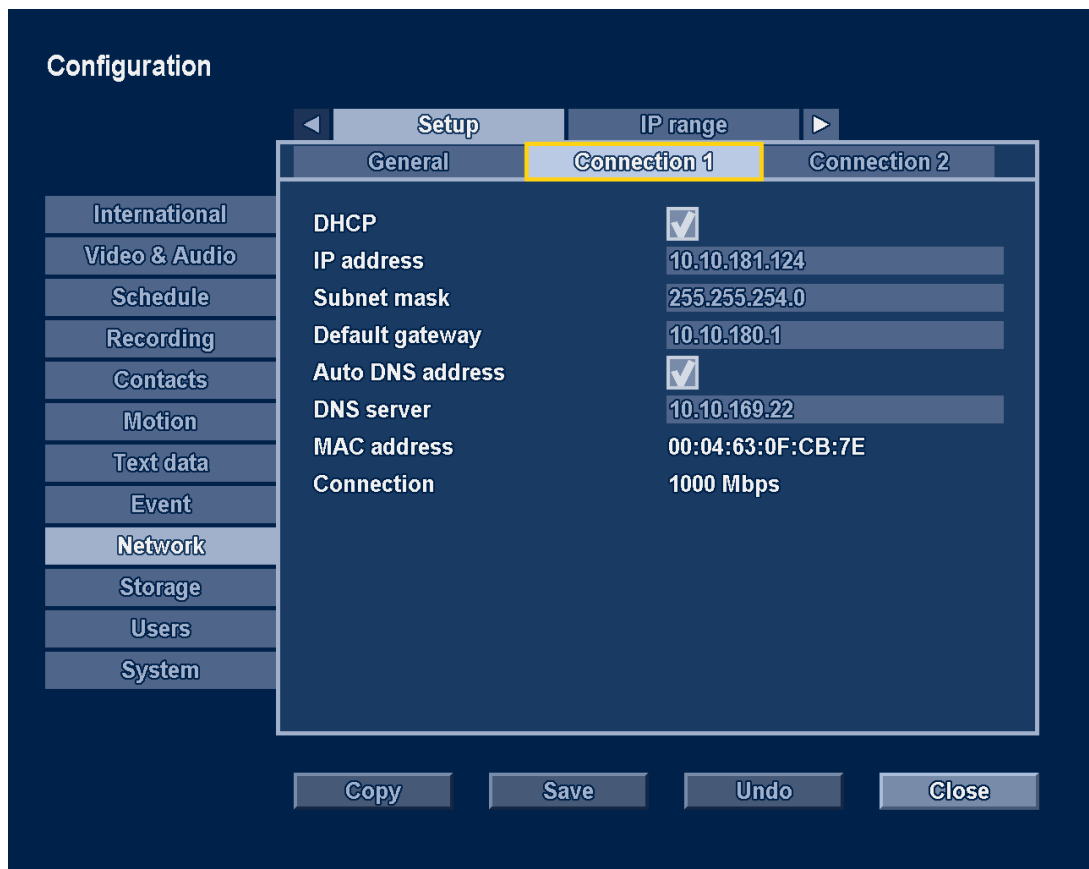 Configuration
Setup IP range
General Connection 1 Connection 2
International
Video & Audio
Schedule
Recording
Contacts
Motion
Text data
Event
Network
Storage
Users
System
DHCP
IP address 10.10.181.124
Subnet mask 255.255.254.0
Default gateway 10.10.180.1
Auto DNS address
DNS server 10.10.169.22
MAC address 00:04:63:0F:CB:7E
Connection 1000 Mbps
Copy Save Undo Close